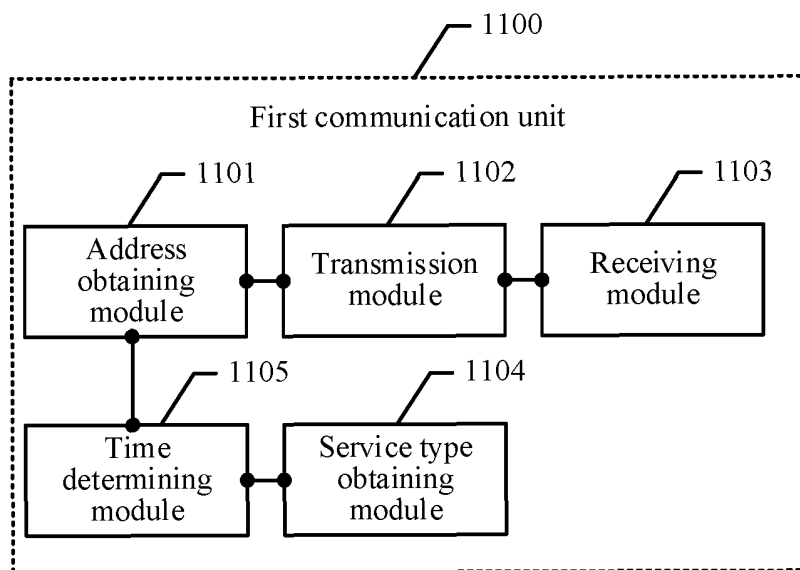 1100
First communication unit
1101
1102
1103
Address
obtaining
module
Transmission
module
Receiving
module
1105
1104
Time
determining
module
Service type
obtaining
module